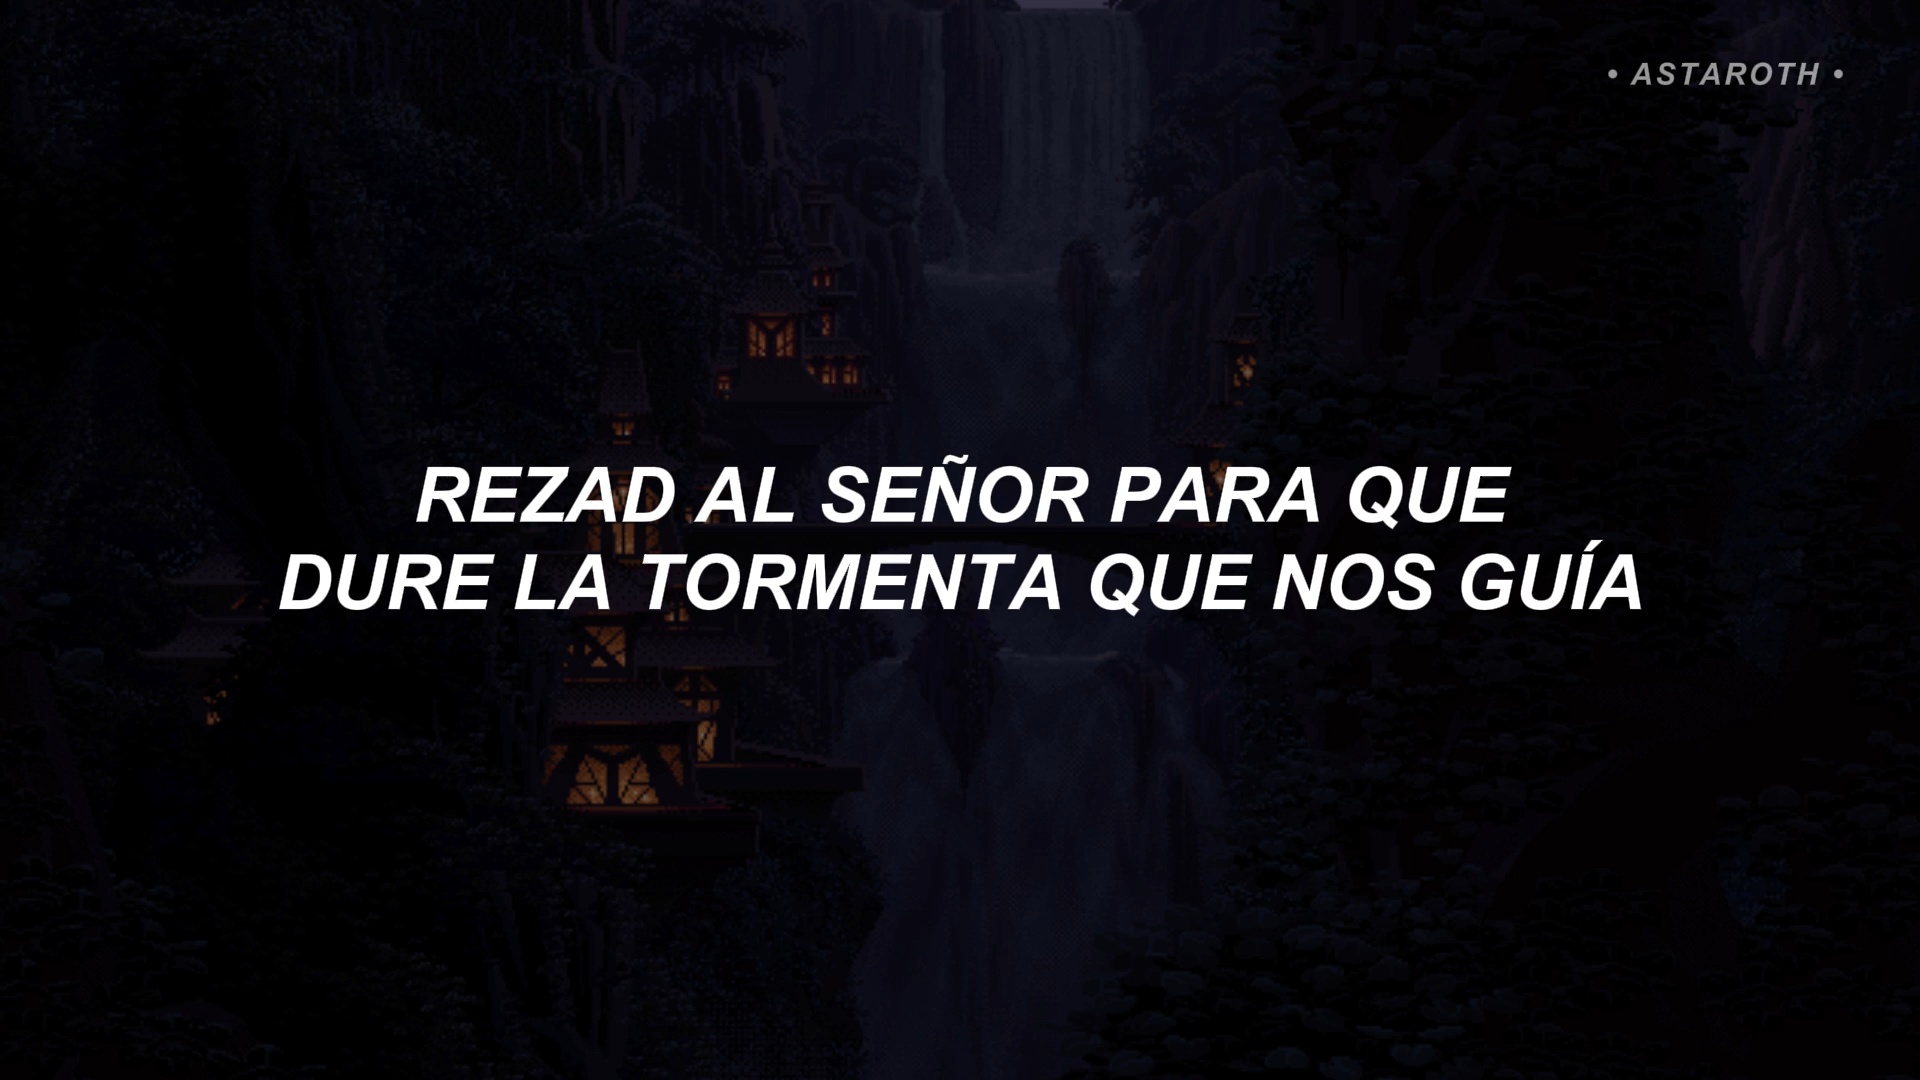 • ASTAROTH •
REZAD AL SEÑOR PARA QUE
DURE LA TORMENTA QUE NOS GUÍA